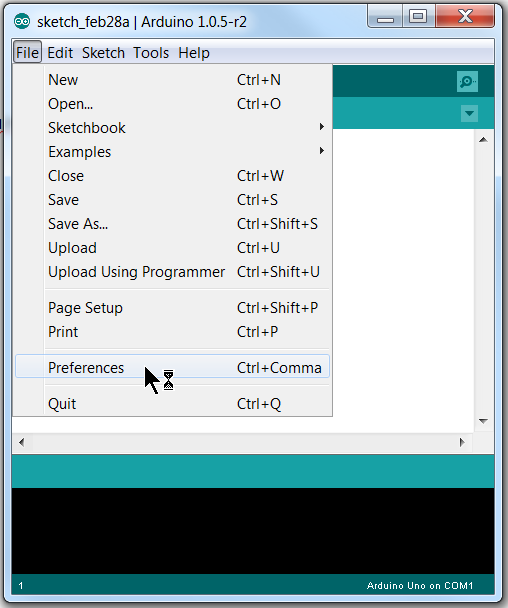 sketch_feb28a | Arduino 1.0.5-r2
File Edit Sketch Tools Help
New Ctrl+N
Open... Ctrl+O
Sketchbook
Examples
Close Ctrl+W
Save Ctrl+S
Save As... Ctrl+Shift+S
Upload Ctrl+U
Upload Using Programmer Ctrl+Shift+U
Page Setup Ctrl+Shift+P
Print Ctrl+P
Preferences Ctrl+Comma
Quit Ctrl+Q
1 Arduino Uno on COM1